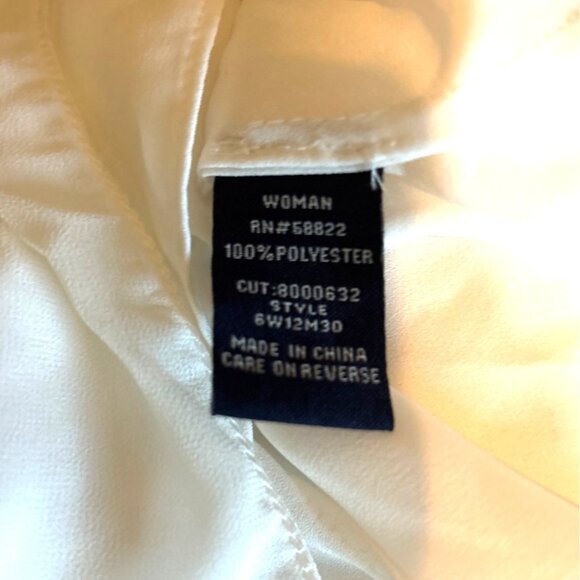 WOMAN
RN#58822
100%POLYESTER
CUT:8000632
STYLE
6W12M30
MADE IN CHINA
CARE ON REVERSE